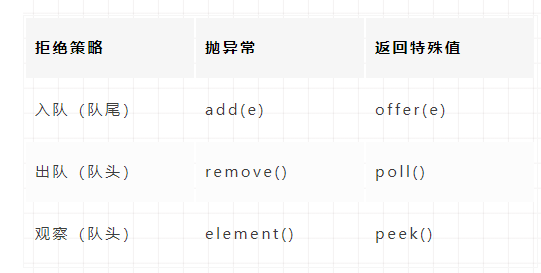 拒绝策略 抛异常 返回特殊值
入队（队尾） add(e) offer(e)
出队（队头） remove() poll()
观察（队头） element() peek()